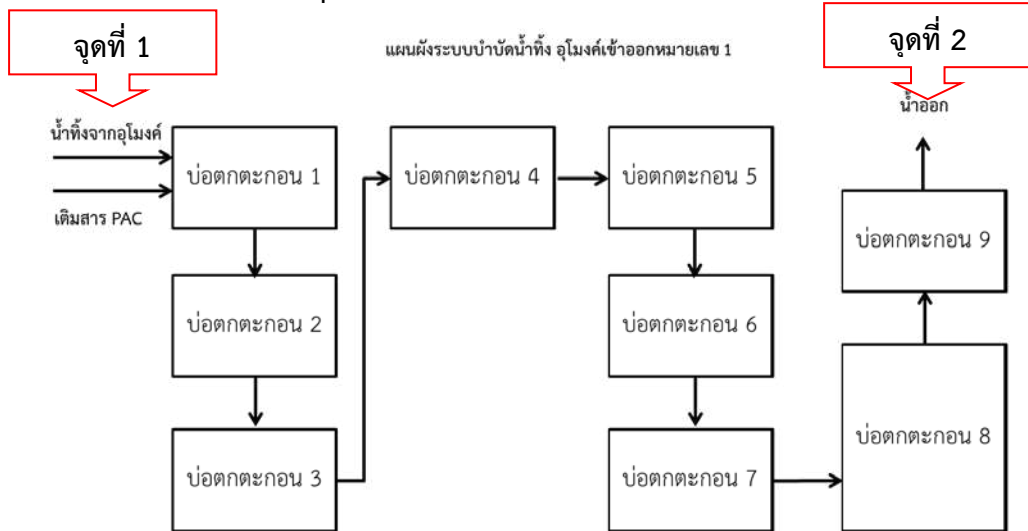 จุดที่ 1
แผนผังระบบบำบัดน้ำทิ้ง อุโมงค์เข้าออกหมายเลข 1
จุดที่ 2
น้ำทิ้งจากอุโมงค์
เติมสาร PAC
บ่อตกตะกอน 1
บ่อตกตะกอน 2
บ่อตกตะกอน 3
บ่อตกตะกอน 4
บ่อตกตะกอน 5
บ่อตกตะกอน 6
บ่อตกตะกอน 7
บ่อตกตะกอน 8
บ่อตกตะกอน 9
น้ำออก